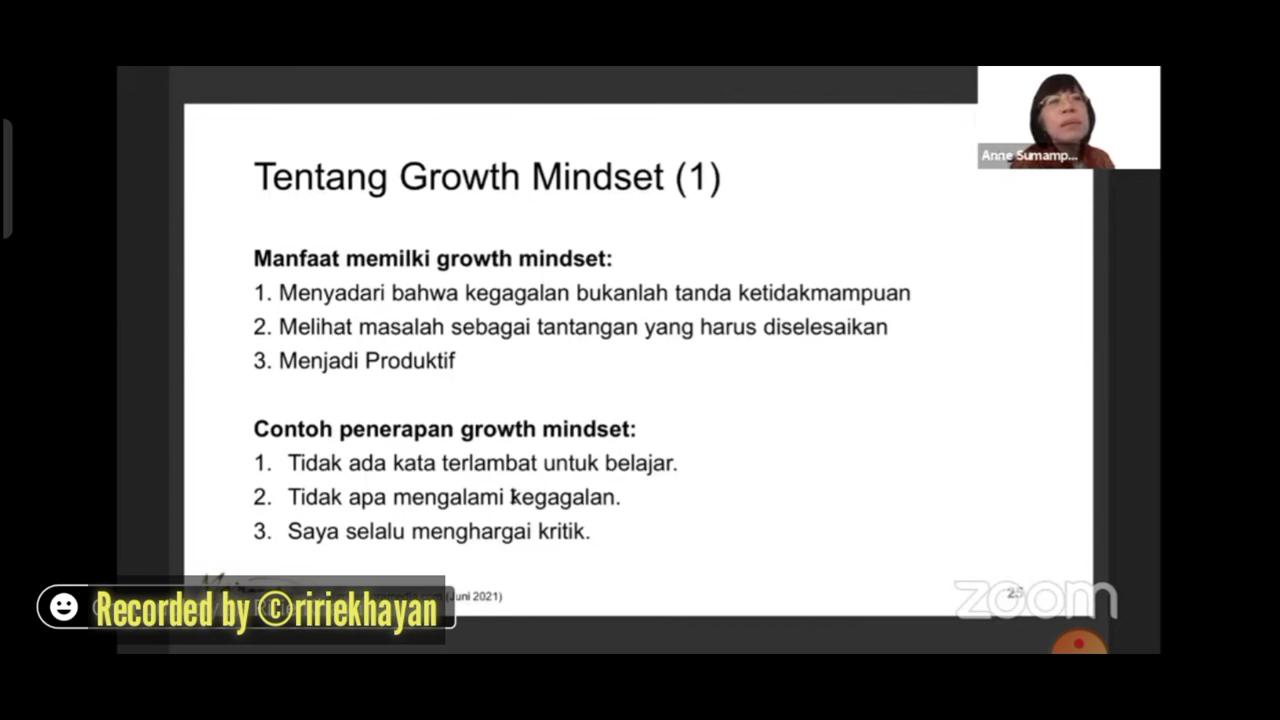 Anne Sumamp...
Tentang Growth Mindset (1)
Manfaat memilki growth mindset:
1. Menyadari bahwa kegagalan bukanlah tanda ketidakmampuan
2. Melihat masalah sebagai tantangan yang harus diselesaikan
3. Menjadi Produktif
Contoh penerapan growth mindset:
1. Tidak ada kata terlambat untuk belajar.
2. Tidak apa mengalami kegagalan.
3. Saya selalu menghargai kritik.
(Juni 2021)
25
zoom
Recorded by ©ririekhayan